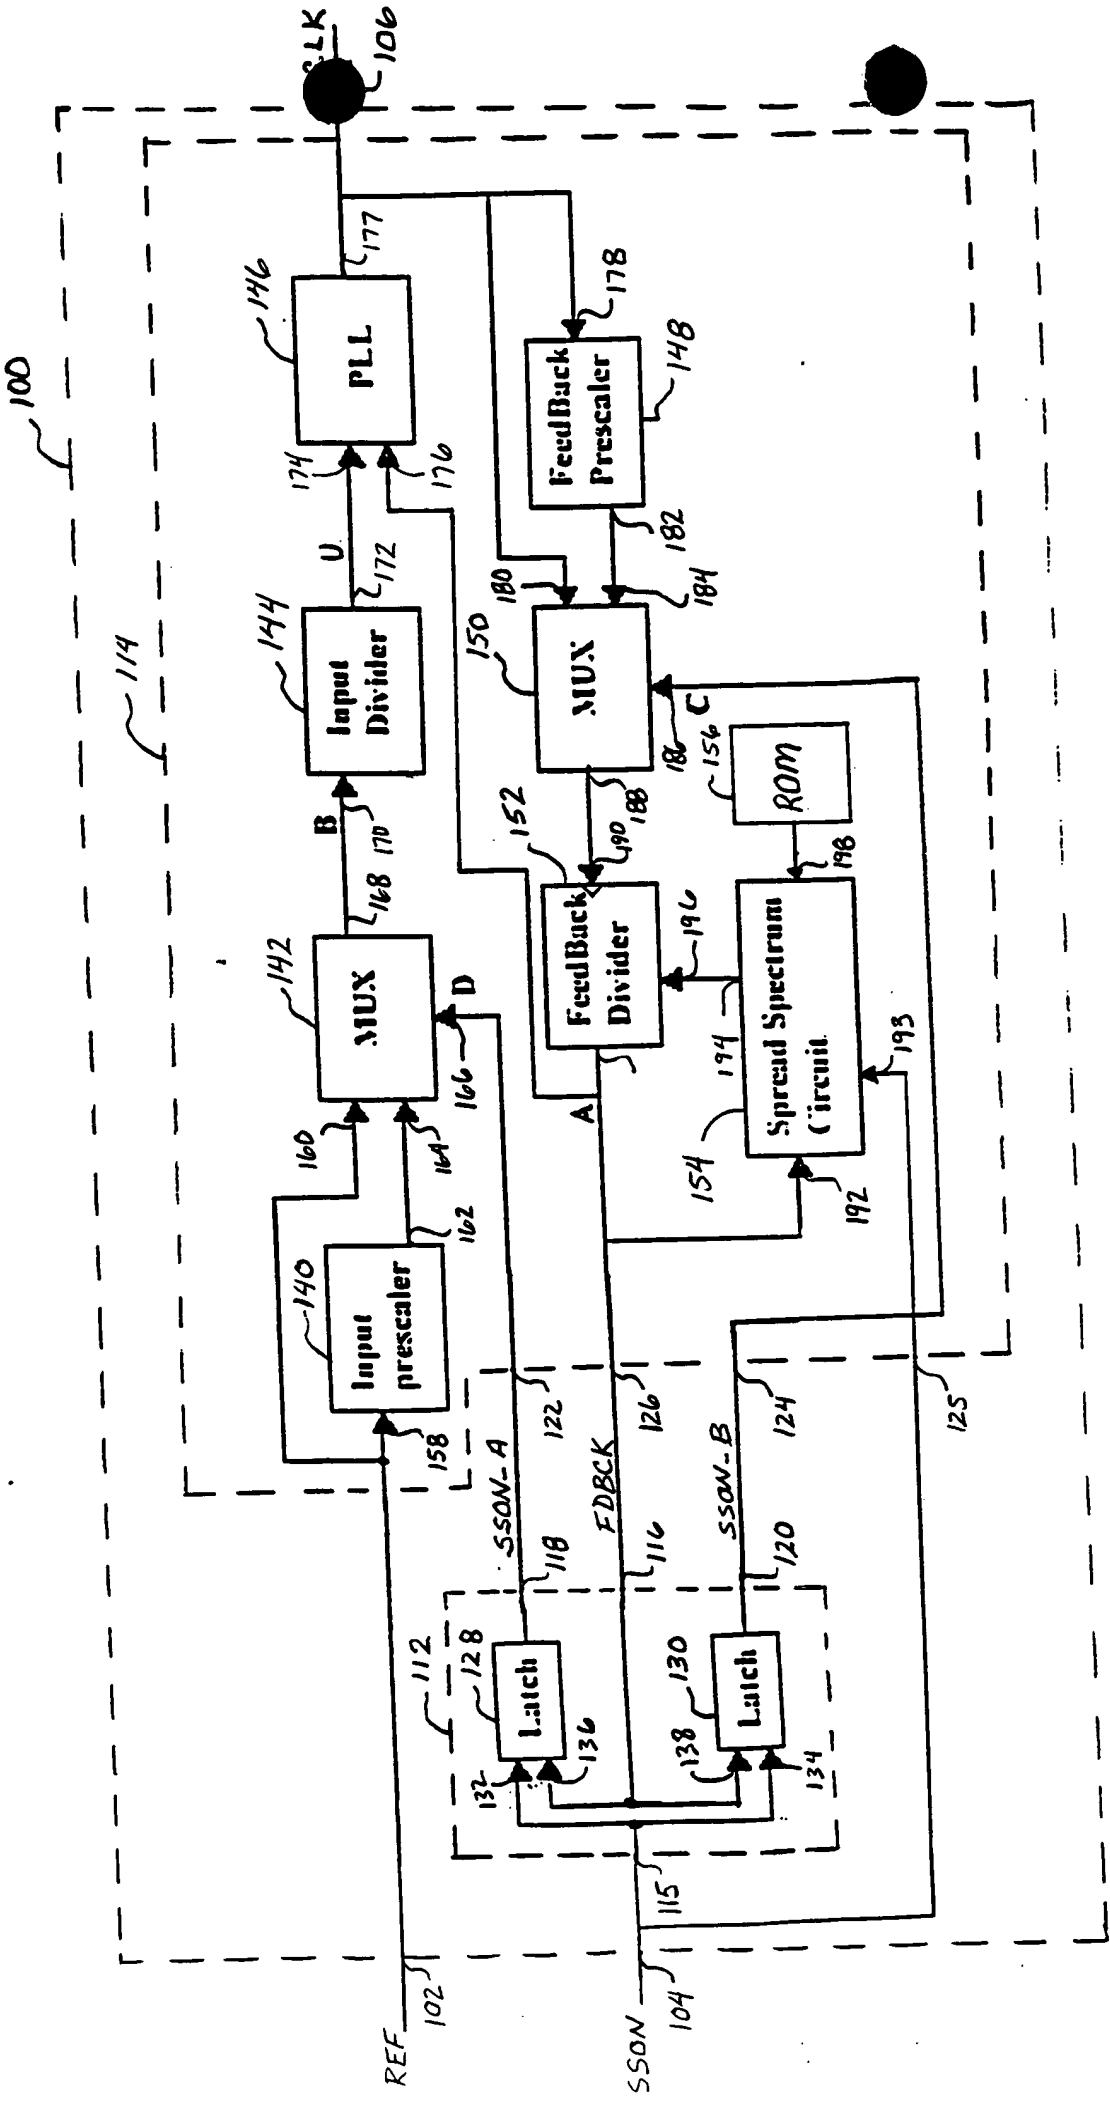 100
114
CLK
106
146
PLL
177
174
176
U
172
144
Input
Divider
B
170
168
142
MUX
D
166
160
164
162
140
Input
prescaler
158
178
FeedBack
Prescaler
148
182
180
184
150
MUX
186
C
188
190
152
FeedBack
Divider
A
196
194
156
ROM
198
Spread Spectrum
Circuit
193
154
192
SSON_A
122
118
FDBCK
126
116
SSON_B
124
120
125
112
128
Latch
132
136
130
Latch
138
134
115
REF
102
SSON
104